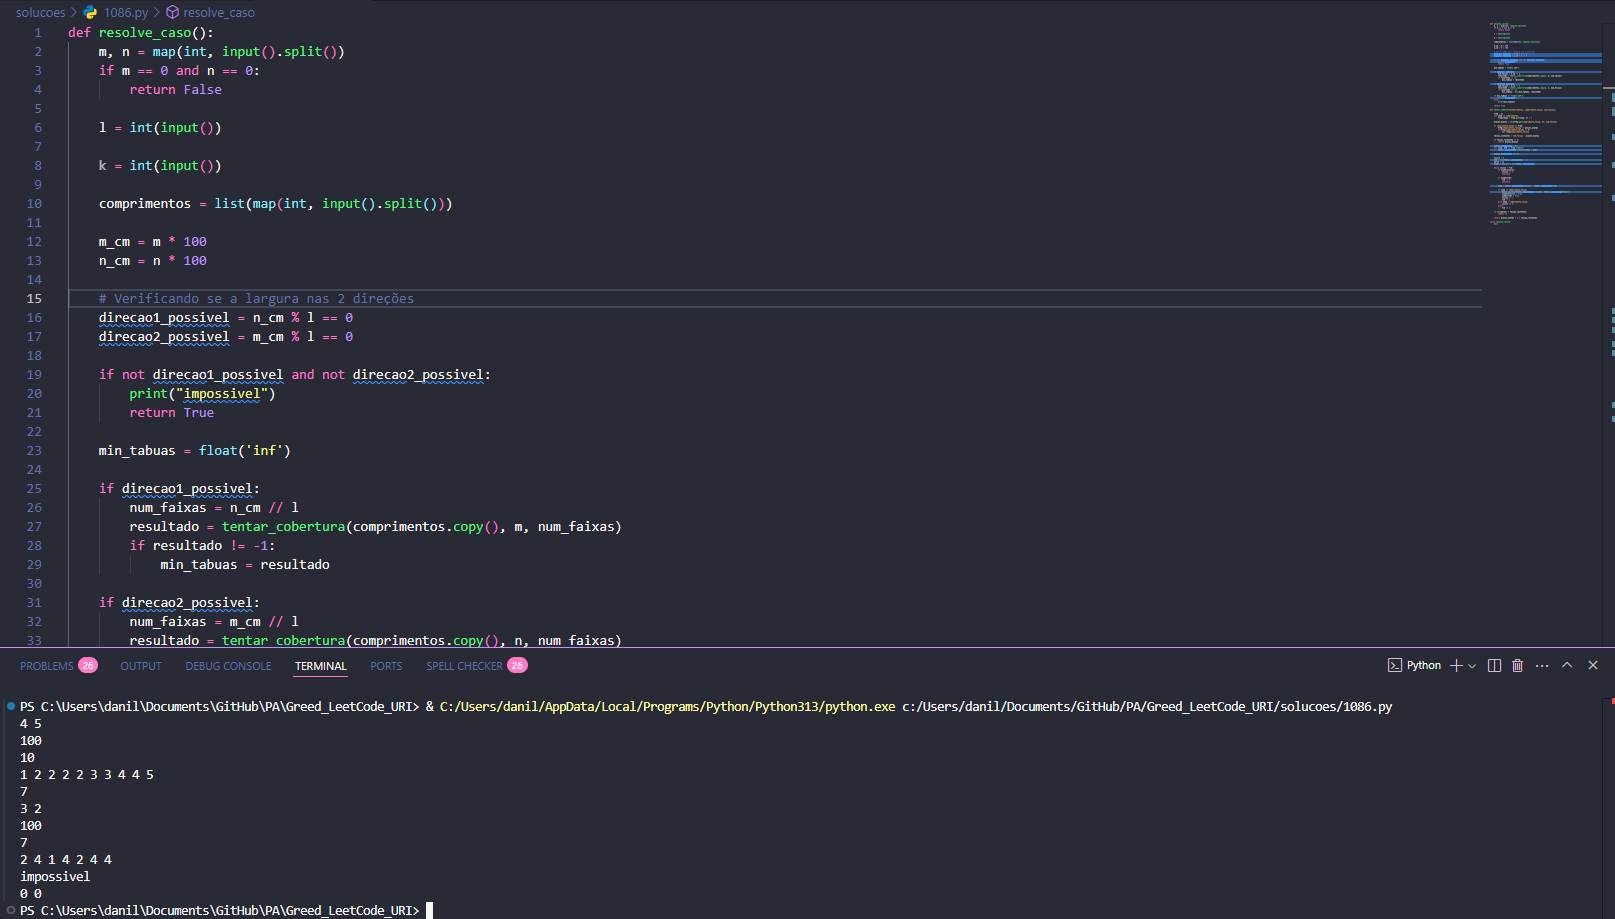 solucoes > 1086.py > resolve_caso
1 def resolve_caso():
2 m, n = map(int, input().split())
3 if m == 0 and n == 0:
4 return False
5
6 l = int(input())
7
8 k = int(input())
9
10 comprimentos = list(map(int, input().split()))
11
12 m_cm = m * 100
13 n_cm = n * 100
14
15 # Verificando se a largura nas 2 direções
16 direcao1_possivel = n_cm % l == 0
17 direcao2_possivel = m_cm % l == 0
18
19 if not direcao1_possivel and not direcao2_possivel:
20 print("impossivel")
21 return True
22
23 min_tabuas = float('inf')
24
25 if direcao1_possivel:
26 num_faixas = n_cm // l
27 resultado = tentar_cobertura(comprimentos.copy(), m, num_faixas)
28 if resultado != -1:
29 min_tabuas = resultado
30
31 if direcao2_possivel:
32 num_faixas = m_cm // l
33 resultado = tentar_cobertura(comprimentos.copy(), n, num_faixas)
PROBLEMS 26 OUTPUT DEBUG CONSOLE TERMINAL PORTS SPELL CHECKER 26 Python
PS C:\Users\danil\Documents\GitHub\PA\Greed_LeetCode_URI> & C:/Users/danil/AppData/Local/Programs/Python/Python313/python.exe c:/Users/danil/Documents/GitHub/PA/Greed_LeetCode_URI/solucoes/1086.py
4 5
100
10
1 2 2 2 2 3 3 4 4 5
7
3 2
100
7
2 4 1 4 2 4 4
impossivel
0 0
PS C:\Users\danil\Documents\GitHub\PA\Greed_LeetCode_URI>